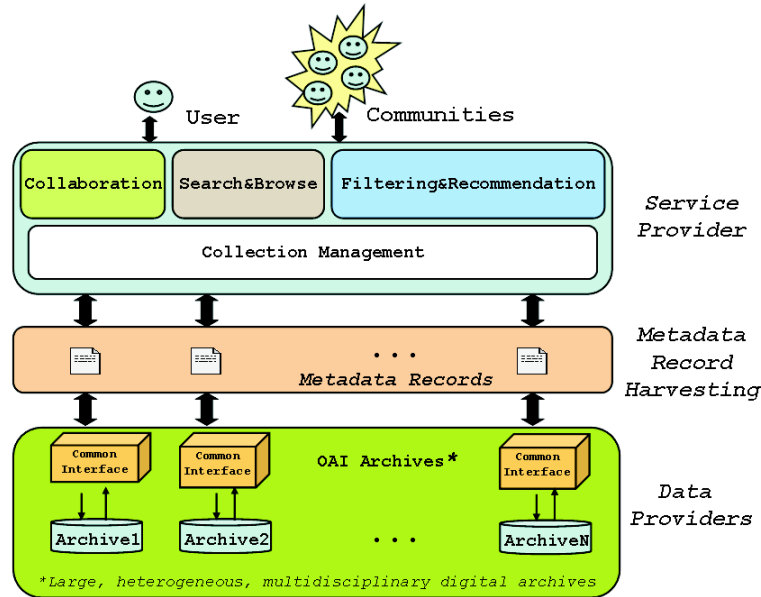 User
Communities
Collaboration
Search&Browse
Filtering&Recommendation
Collection Management
Service
Provider
. . .
Metadata Records
Metadata
Record
Harvesting
Common
Interface
Common
Interface
OAI Archives*
Common
Interface
Archive1
Archive2
. . .
ArchiveN
Data
Providers
*Large, heterogeneous, multidisciplinary digital archives